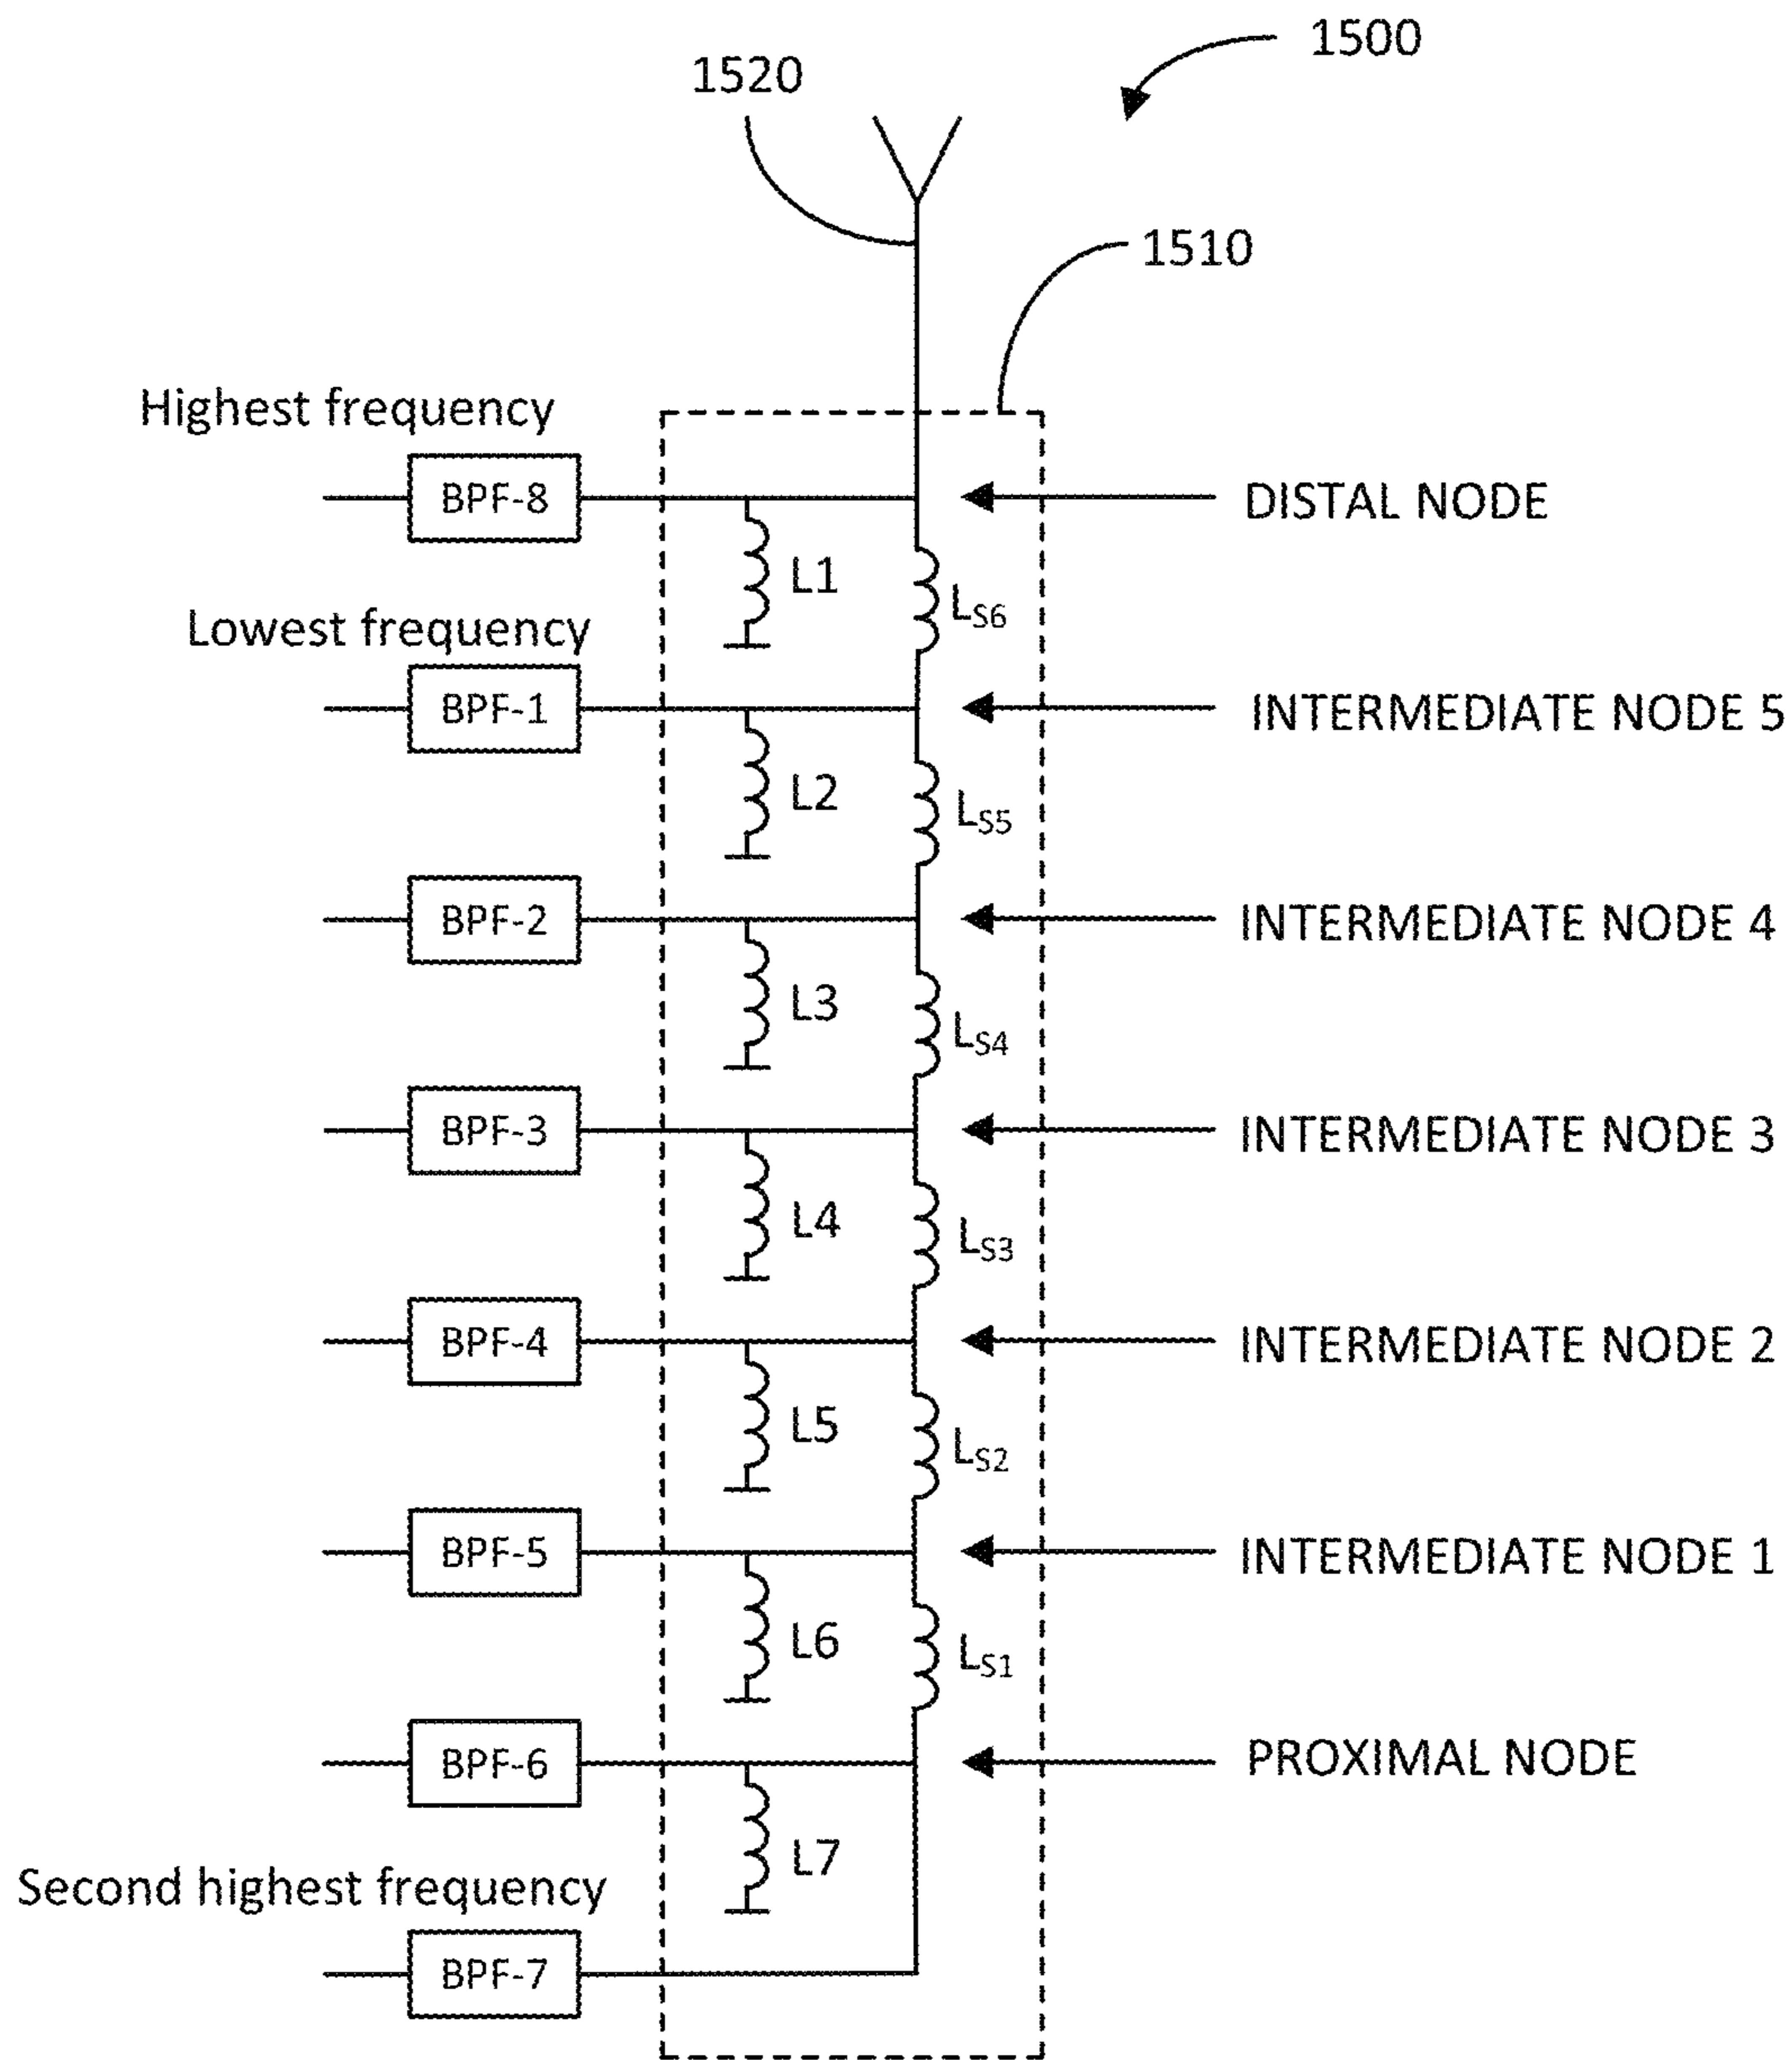 1500
1520
1510
Highest frequency
BPF-8
DISTAL NODE
L1
LS6
Lowest frequency
BPF-1
INTERMEDIATE NODE 5
L2
LS5
BPF-2
INTERMEDIATE NODE 4
L3
LS4
BPF-3
INTERMEDIATE NODE 3
L4
LS3
BPF-4
INTERMEDIATE NODE 2
L5
LS2
BPF-5
INTERMEDIATE NODE 1
L6
LS1
BPF-6
PROXIMAL NODE
L7
Second highest frequency
BPF-7